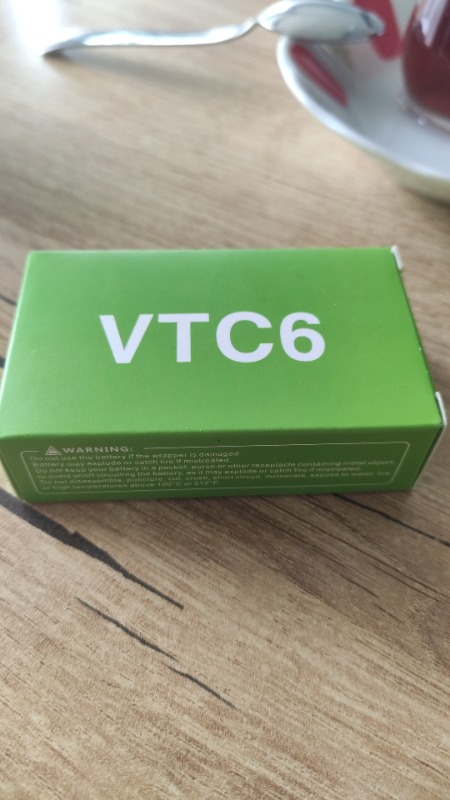 VTC6
WARNING:
Do not use the battery if the wrapper is damaged.
Battery may explode or catch fire if mistreated.
Do not keep your battery in a pocket, purse or other receptacle containing metal object,
to avoid short circuiting the battery, as it may explode or catch fire if mistreated.
Do not disassemble, puncture, cut, crush, short circuit, incinerate, expose to water, fire
or high temperatures above 100°C or 212°F.